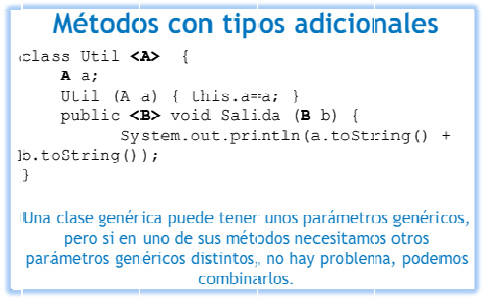 Métodos con tipos adicionales
class Util <A>  {
    A a;
    Util (A a) { this.a=a; }
    public <B> void Salida (B b) {
          System.out.println(a.toString() +
b.toString());
}
Una clase genérica puede tener unos parámetros genéricos,
pero si en uno de sus métodos necesitamos otros
parámetros genéricos distintos, no hay problema, podemos
combinarlos.